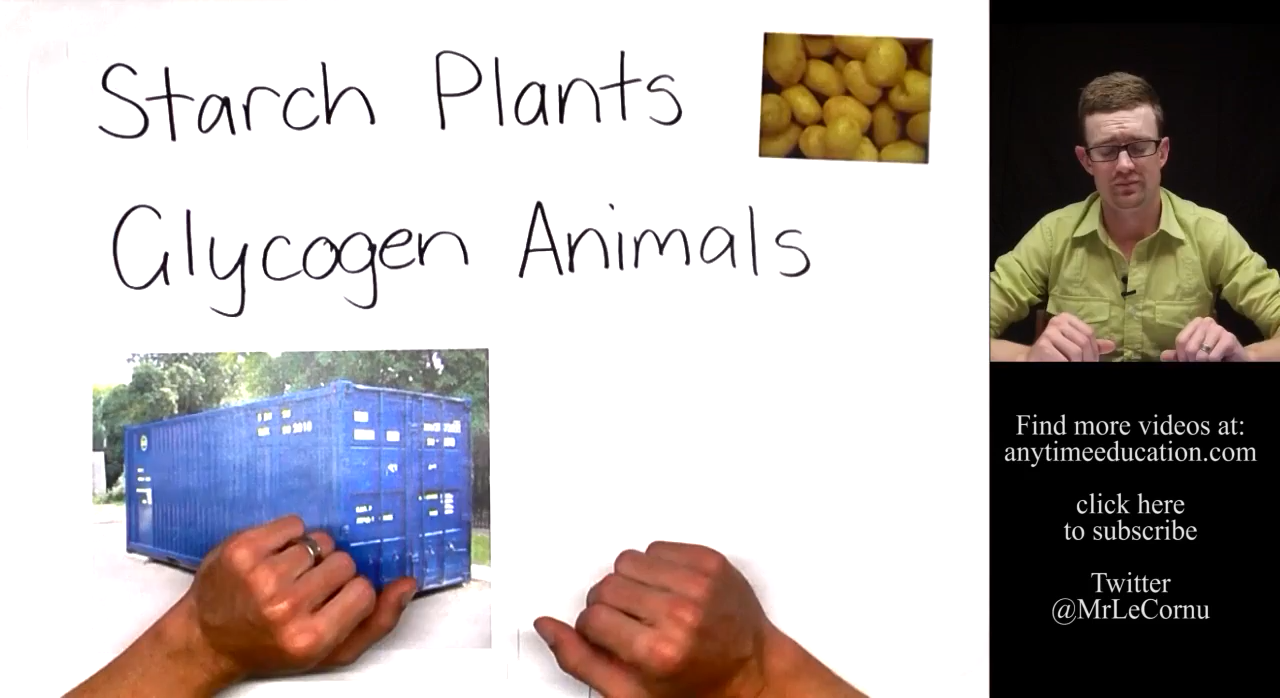 Starch Plants
Glycogen Animals
Find more videos at:
anytimeeducation.com
click here
to subscribe
Twitter
@MrLeCornu